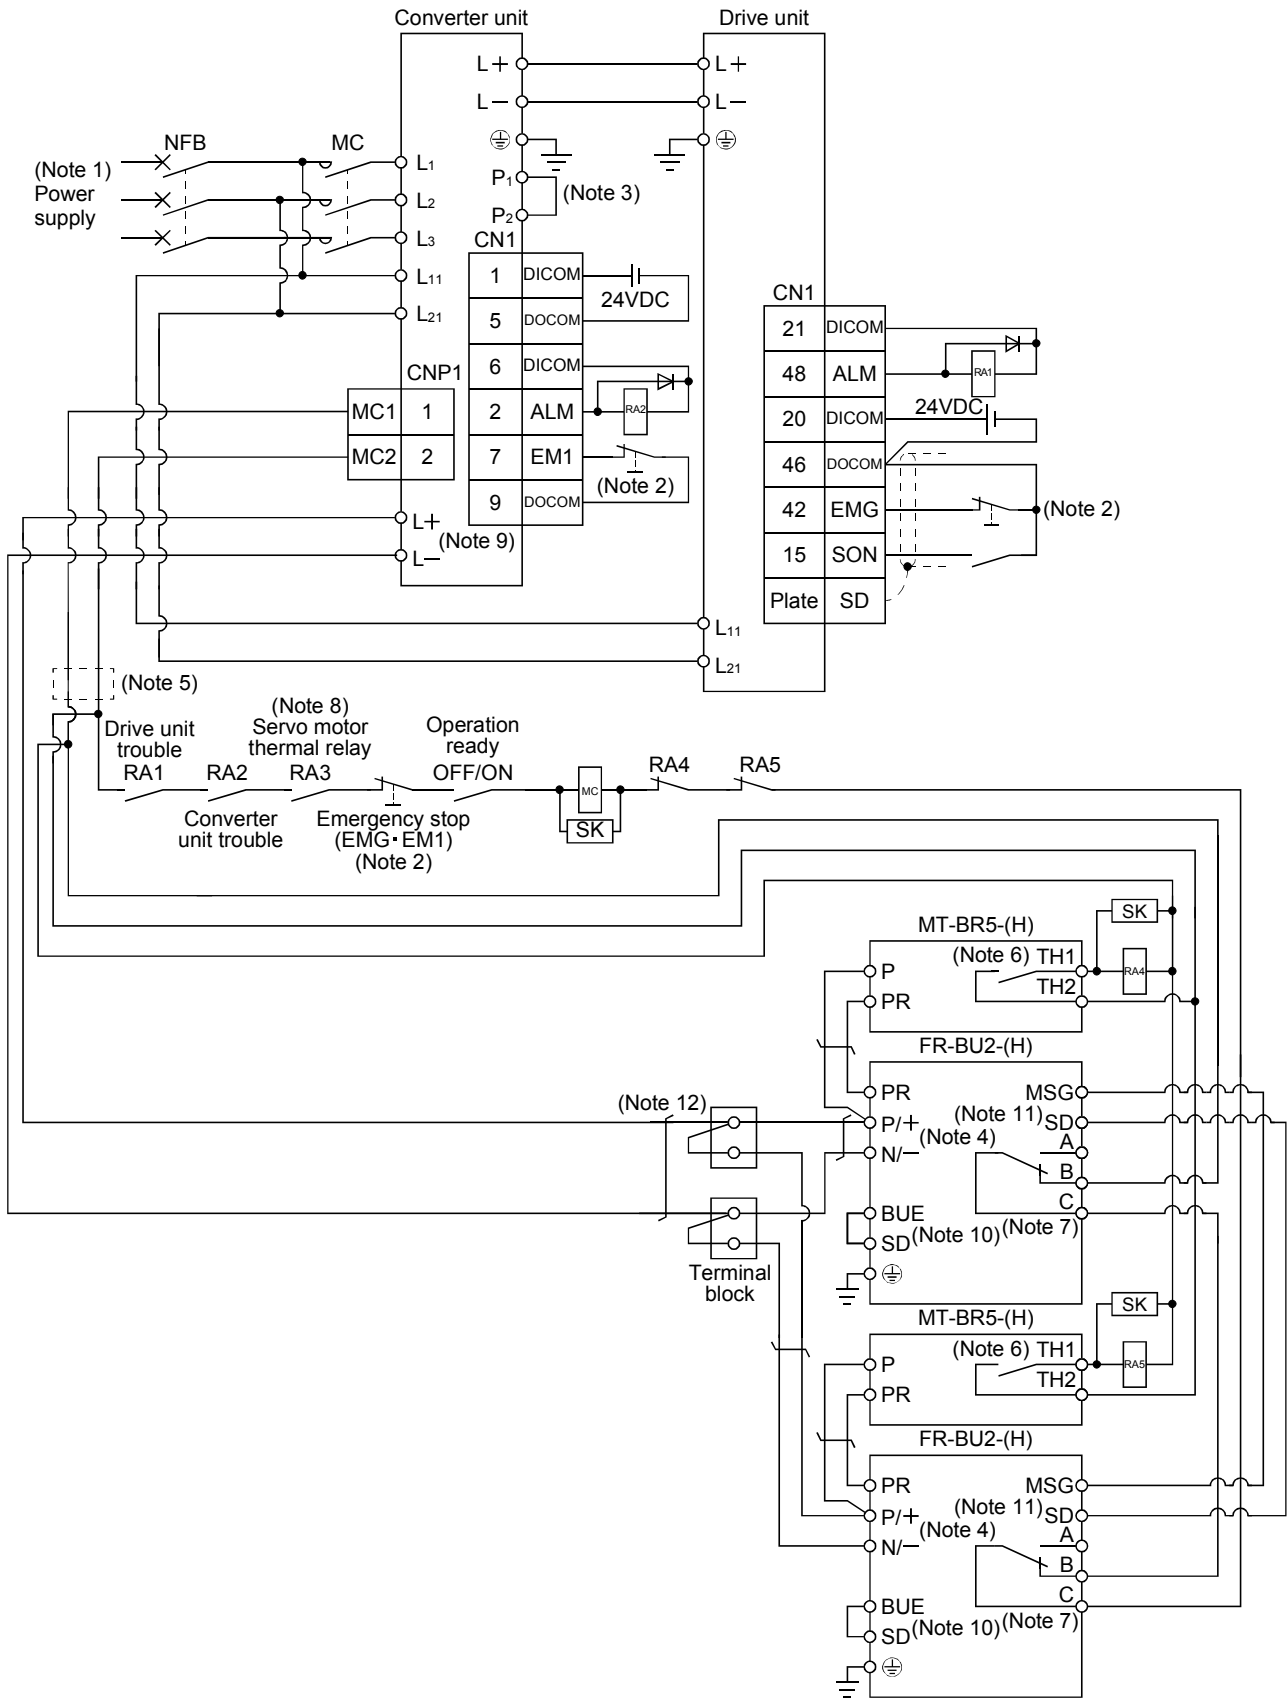 Converter unit
Drive unit
L+
L+
L−
L−
NFB
MC
(Note 1)
Power
supply
L1
L2
L3
L11
L21
P1
P2
(Note 3)
CN1
1 DICOM
5 DOCOM
6 DICOM
2 ALM
7 EM1
9 DOCOM
24VDC
RA2
(Note 2)
CNP1
MC1 1
MC2 2
L+
(Note 9)
L−
CN1
21 DICOM
48 ALM
20 DICOM
46 DOCOM
42 EMG
15 SON
Plate SD
RA1
24VDC
(Note 2)
L11
L21
(Note 5)
Drive unit
trouble
RA1
RA2
Converter
unit trouble
(Note 8)
Servo motor
thermal relay
RA3
Emergency stop
(EMG·EM1)
(Note 2)
Operation
ready
OFF/ON
MC
SK
RA4
RA5
MT-BR5-(H)
P
PR
(Note 6) TH1
TH2
SK
RA4
FR-BU2-(H)
PR
P/+
(Note 4)
N/−
BUE
SD (Note 10)
MSG
(Note 11) SD
A
B
C
(Note 7)
(Note 12)
Terminal
block
MT-BR5-(H)
P
PR
(Note 6) TH1
TH2
SK
RA5
FR-BU2-(H)
PR
P/+
(Note 4)
N/−
BUE
SD (Note 10)
MSG
(Note 11) SD
A
B
C
(Note 7)